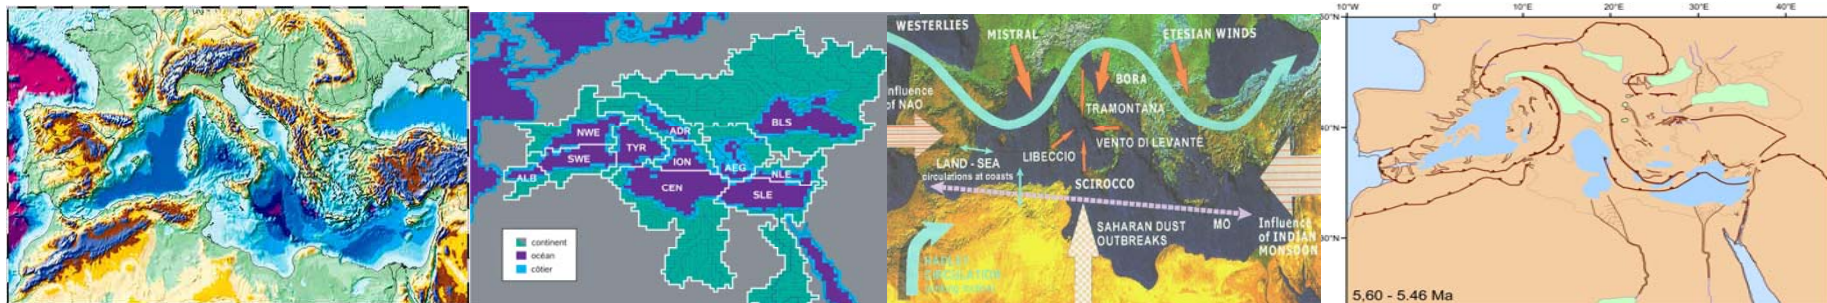 NWE
ADR
BLS
SWE
TYR
ION
AEG
ALB
CEN
NLE
SLE
continent
océan
côtier
WESTERLIES
MISTRAL
ETESIAN WINDS
BORA
Influence
of NAO
TRAMONTANA
VENTO DI LEVANTE
LAND - SEA
circulations at coasts
LIBECCIO
SCIROCCO
MO
SAHARAN DUST
OUTBREAKS
Influence
of INDIAN
MONSOON
HADLEY
CIRCULATION
10°W
0°
10°E
20°E
30°E
40°N
5,60 - 5.46 Ma